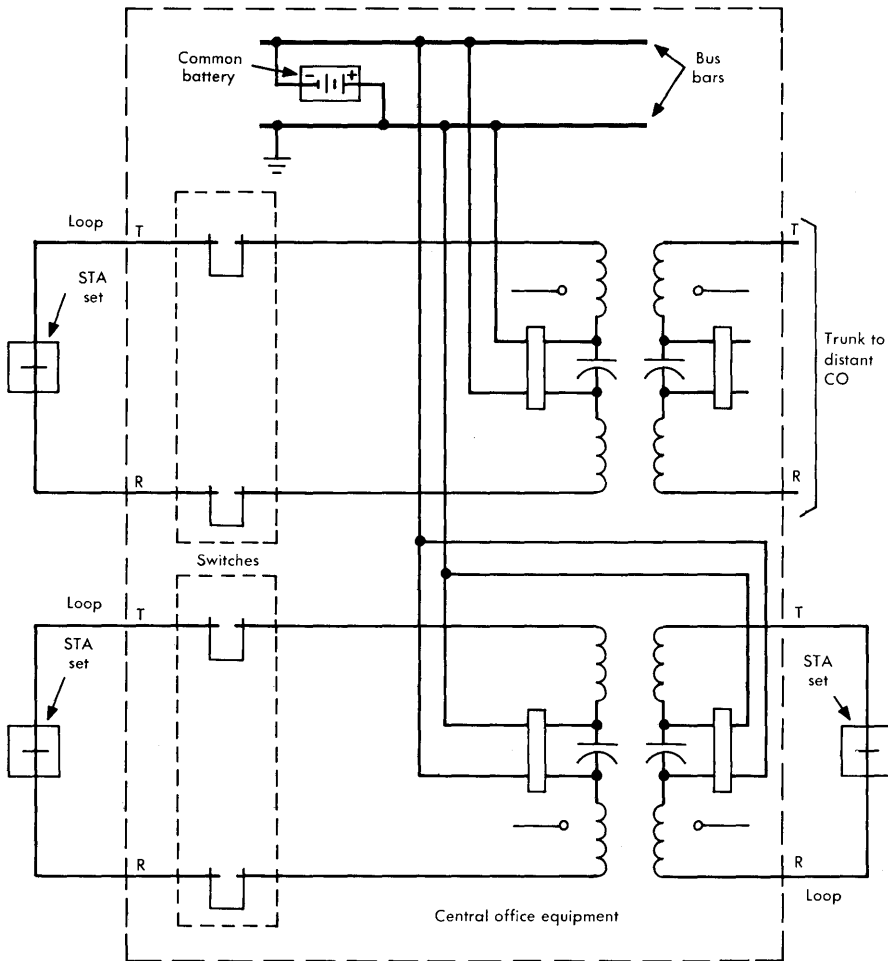 Common
battery
- +
Bus
bars
Loop
T
T
STA
set
Trunk to
distant
CO
R
R
Switches
Loop
T
T
STA
set
STA
set
R
R
Loop
Central office equipment